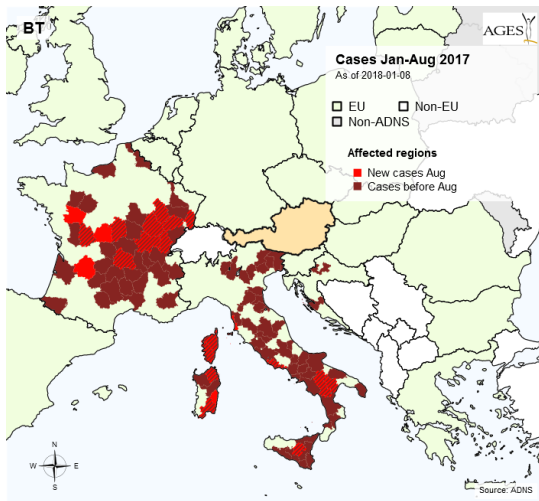 BT
AGES
Cases Jan-Aug 2017
As of 2018-01-08
EU Non-EU
Non-ADNS
Affected regions
New cases Aug
Cases before Aug
N
W E
S
Source: ADNS